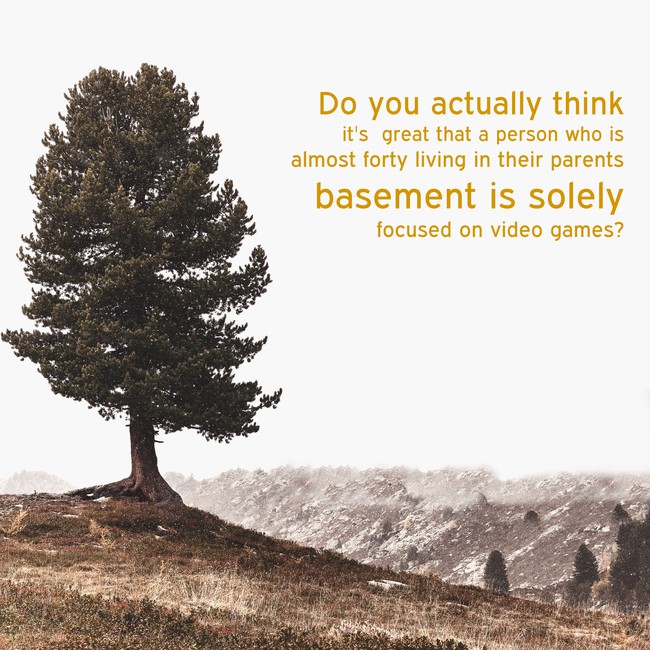 Do you actually think
it's  great that a person who is
almost forty living in their parents
basement is solely
focused on video games?